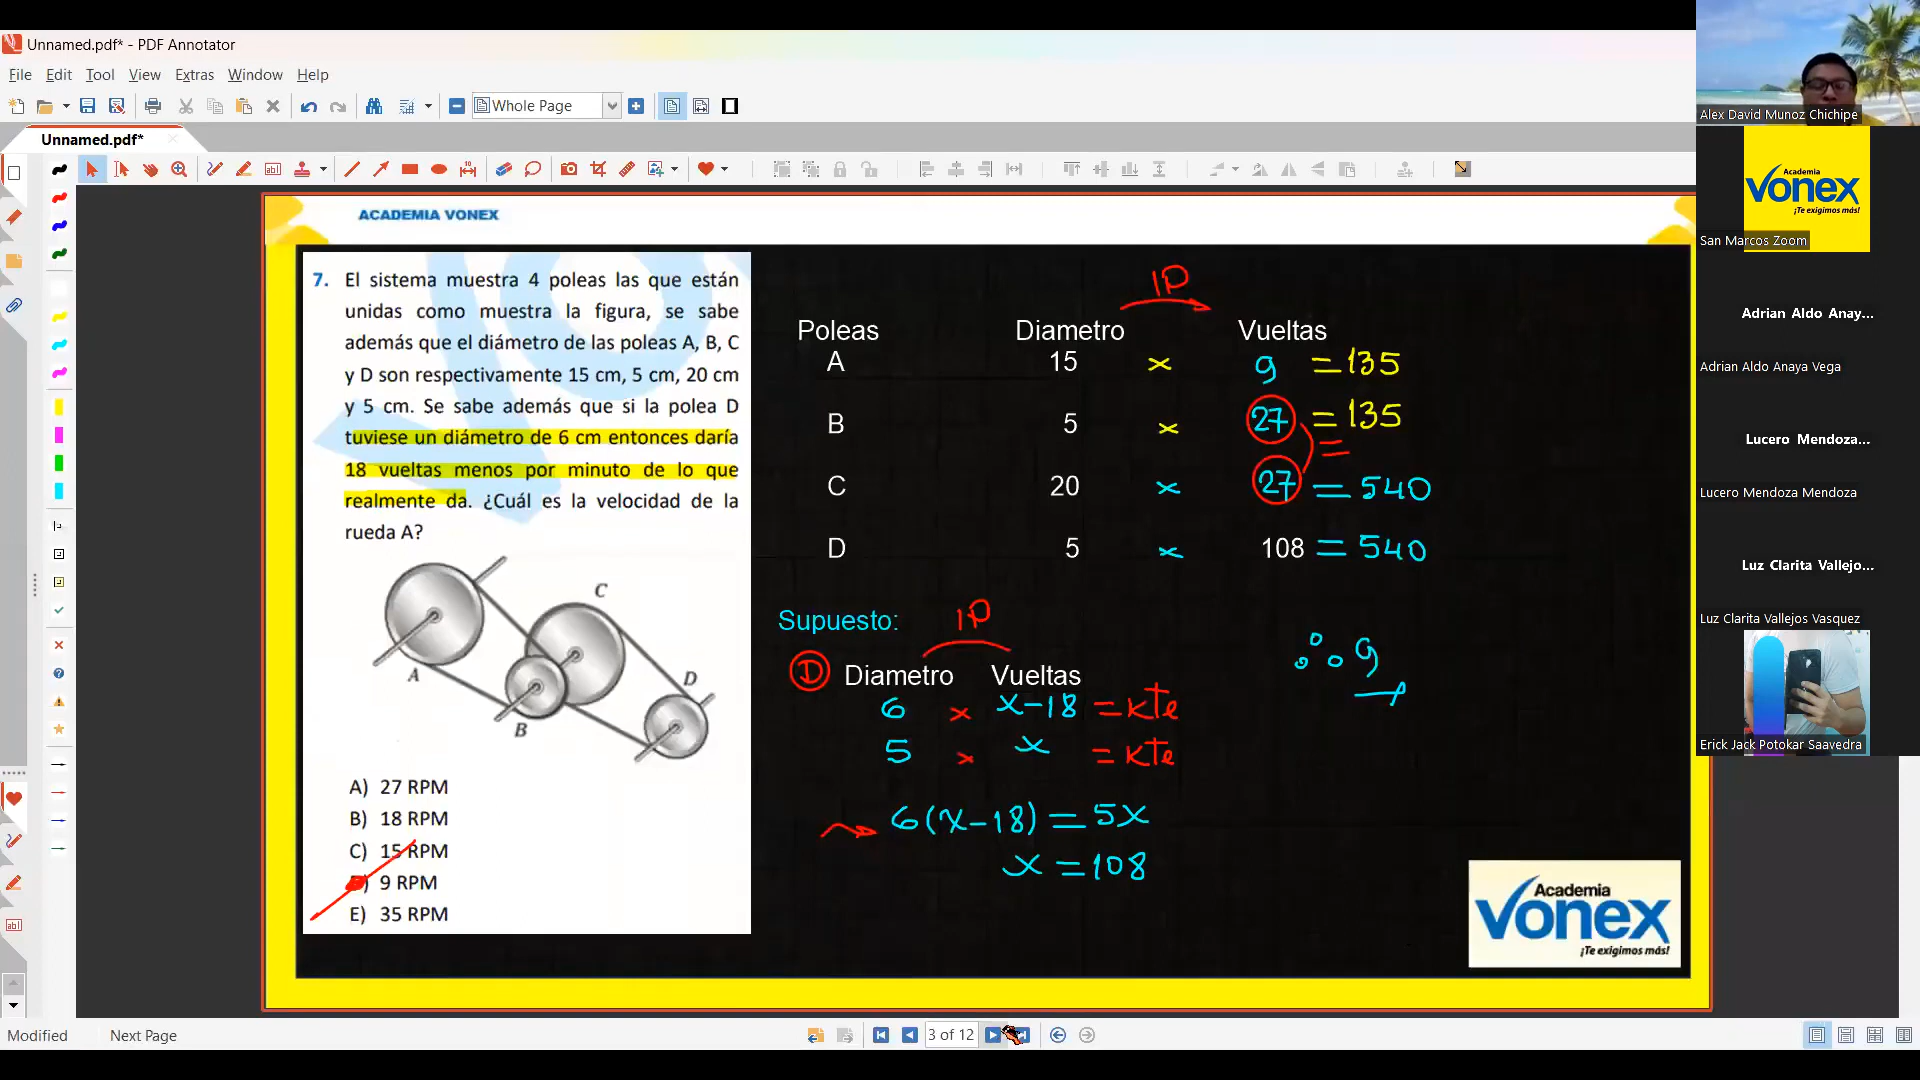 Unnamed.pdf* - PDF Annotator
File Edit Tool View Extras Window Help
Whole Page
Unnamed.pdf*
ACADEMIA VONEX
7. El sistema muestra 4 poleas las que están
unidas como muestra la figura, se sabe
además que el diámetro de las poleas A, B, C
y D son respectivamente 15 cm, 5 cm, 20 cm
y 5 cm. Se sabe además que si la polea D
tuviese un diámetro de 6 cm entonces daría
18 vueltas menos por minuto de lo que
realmente da. ¿Cuál es la velocidad de la
rueda A?
A
B
C
D
A) 27 RPM
B) 18 RPM
C) 15 RPM
) 9 RPM
E) 35 RPM
IP
Poleas Diametro Vueltas
A 15 x 9 = 135
B 5 x 27 = 135
=
C 20 x 27 = 540
D 5 x 108 = 540
Supuesto: IP
D Diametro Vueltas
6 x x-18 = kte
5 x x = kte
6(x-18) = 5x
x = 108
∴ 9
Academia
vonex
¡Te exigimos más!
Alex David Munoz Chichipe
Academia
vonex
¡Te exigimos más!
San Marcos Zoom
Adrian Aldo Anay...
Adrian Aldo Anaya Vega
Lucero Mendoza...
Lucero Mendoza Mendoza
Luz Clarita Vallejo...
Luz Clarita Vallejos Vasquez
Erick Jack Potokar Saavedra
Modified Next Page 3 of 12